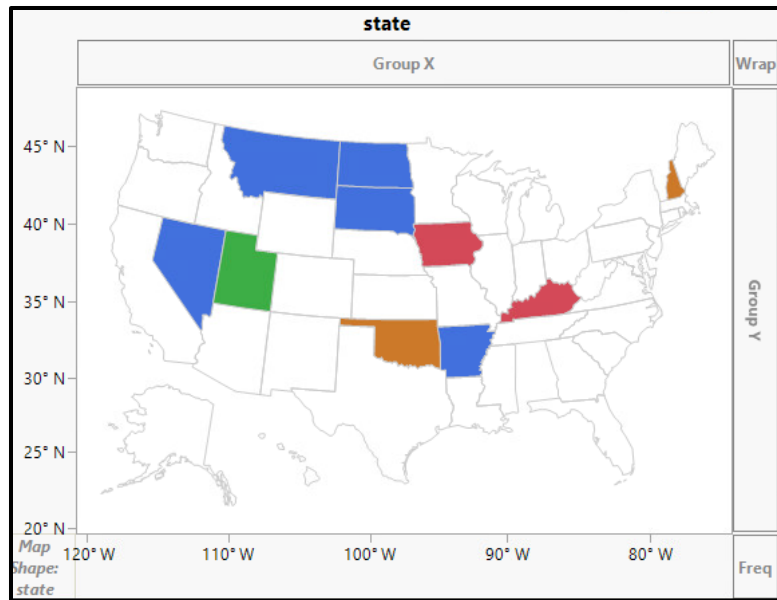 state
Group X
Wrap
45° N
40° N
35° N
30° N
25° N
20° N
Group Y
Map
Shape:
state
120° W
110° W
100° W
90° W
80° W
Freq